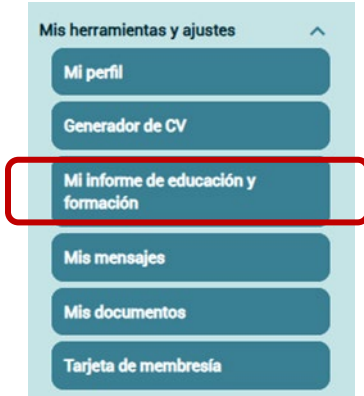 Mis herramientas y ajustes
Mi perfil
Generador de CV
Mi informe de educación y
formación
Mis mensajes
Mis documentos
Tarjeta de membresía